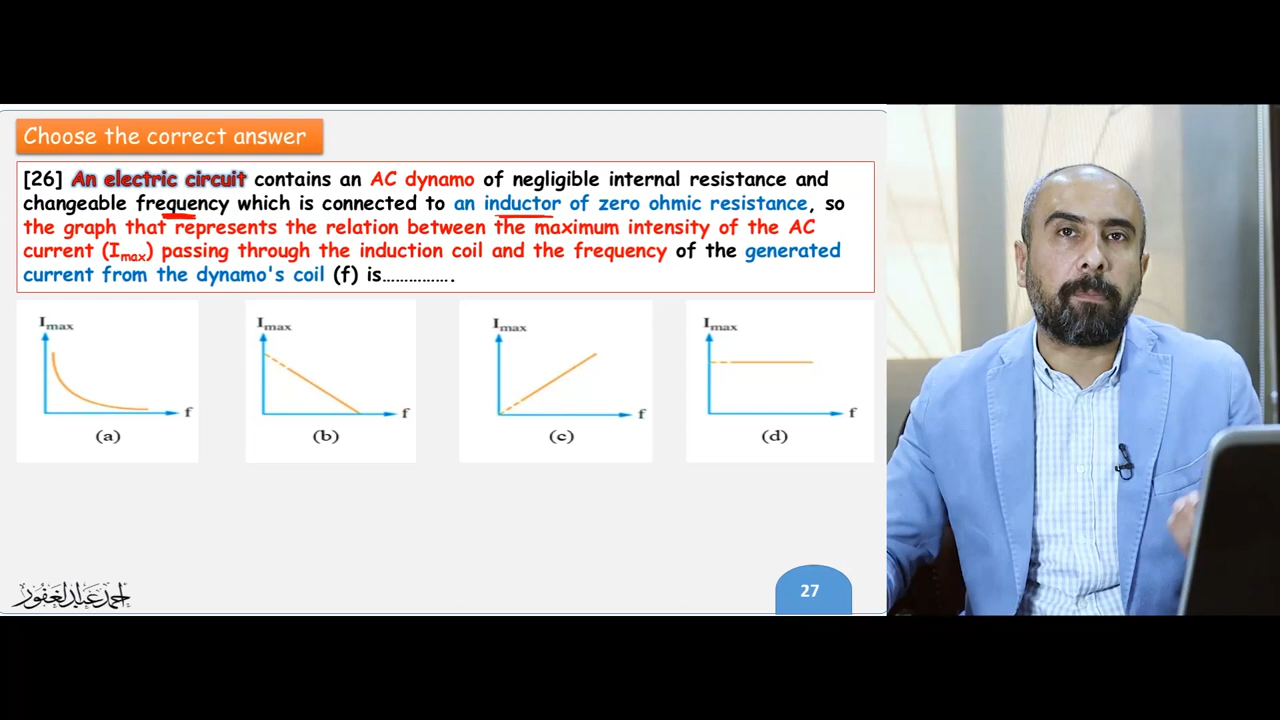 Choose the correct answer
[26] An electric circuit contains an AC dynamo of negligible internal resistance and
changeable frequency which is connected to an inductor of zero ohmic resistance, so
the graph that represents the relation between the maximum intensity of the AC
current (Iₘₐₓ) passing through the induction coil and the frequency of the generated
current from the dynamo's coil (f) is................
Iₘₐₓ
f
(a)
Iₘₐₓ
f
(b)
Iₘₐₓ
f
(c)
Iₘₐₓ
f
(d)
احمد عبد الغفور
27